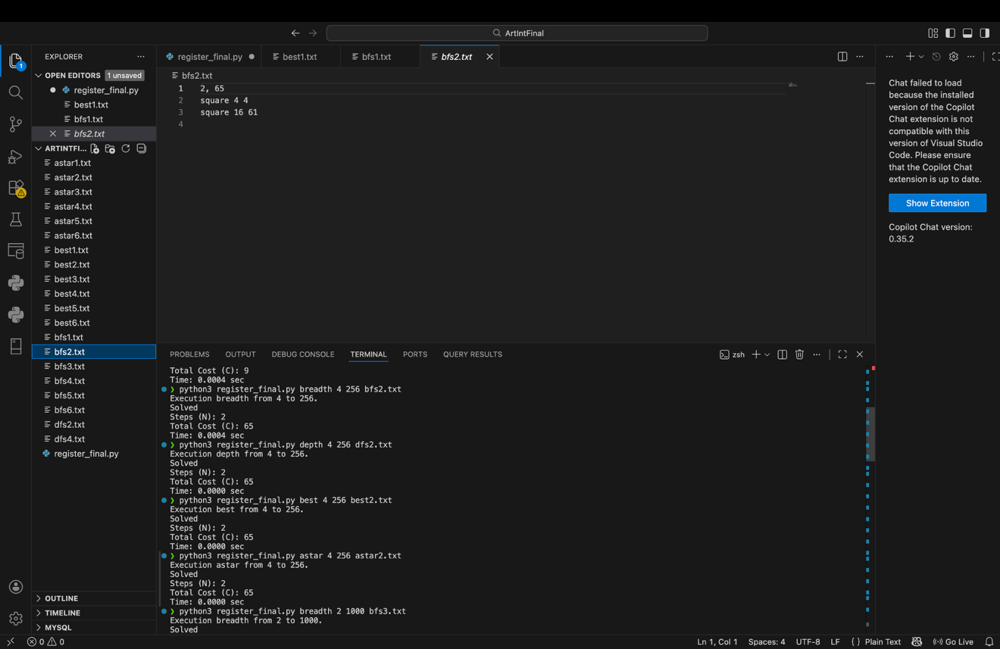 ArtIntFinal
EXPLORER
OPEN EDITORS 1 unsaved
register_final.py
best1.txt
bfs1.txt
bfs2.txt
ARTINTFI...
astar1.txt
astar2.txt
astar3.txt
astar4.txt
astar5.txt
astar6.txt
best1.txt
best2.txt
best3.txt
best4.txt
best5.txt
best6.txt
bfs1.txt
bfs2.txt
bfs3.txt
bfs4.txt
bfs5.txt
bfs6.txt
dfs2.txt
dfs4.txt
register_final.py
OUTLINE
TIMELINE
MYSQL
1
register_final.py best1.txt bfs1.txt bfs2.txt
bfs2.txt
1 2, 65
2 square 4 4
3 square 16 61
4
PROBLEMS OUTPUT DEBUG CONSOLE TERMINAL PORTS QUERY RESULTS
zsh
Total Cost (C): 9
Time: 0.0004 sec
❯ python3 register_final.py breadth 4 256 bfs2.txt
Execution breadth from 4 to 256.
Solved
Steps (N): 2
Total Cost (C): 65
Time: 0.0004 sec
❯ python3 register_final.py depth 4 256 dfs2.txt
Execution depth from 4 to 256.
Solved
Steps (N): 2
Total Cost (C): 65
Time: 0.0000 sec
❯ python3 register_final.py best 4 256 best2.txt
Execution best from 4 to 256.
Solved
Steps (N): 2
Total Cost (C): 65
Time: 0.0000 sec
❯ python3 register_final.py astar 4 256 astar2.txt
Execution astar from 4 to 256.
Solved
Steps (N): 2
Total Cost (C): 65
Time: 0.0000 sec
❯ python3 register_final.py breadth 2 1000 bfs3.txt
Execution breadth from 2 to 1000.
Solved
Chat failed to load
because the installed
version of the Copilot
Chat extension is not
compatible with this
version of Visual Studio
Code. Please ensure
that the Copilot Chat
extension is up to date.
Show Extension
Copilot Chat version:
0.35.2
0 0
Ln 1, Col 1 Spaces: 4 UTF-8 LF { } Plain Text Go Live